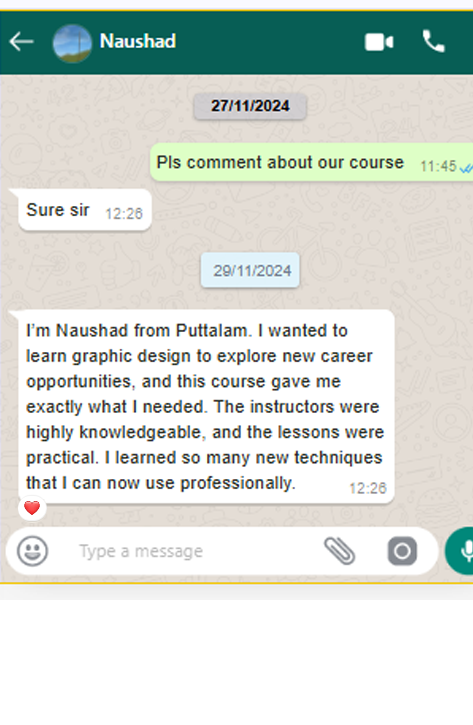 Naushad
27/11/2024
Pls comment about our course 11:45
Sure sir 12:26
29/11/2024
I'm Naushad from Puttalam. I wanted to
learn graphic design to explore new career
opportunities, and this course gave me
exactly what I needed. The instructors were
highly knowledgeable, and the lessons were
practical. I learned so many new techniques
that I can now use professionally. 12:26
Type a message